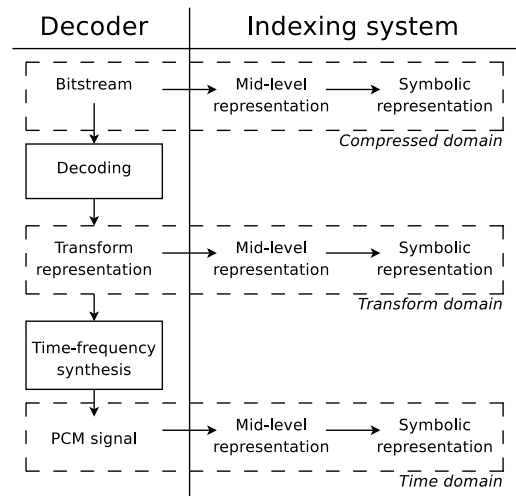 Decoder
Indexing system
Bitstream
Mid-level
representation
Symbolic
representation
Compressed domain
Decoding
Transform
representation
Mid-level
representation
Symbolic
representation
Transform domain
Time-frequency
synthesis
PCM signal
Mid-level
representation
Symbolic
representation
Time domain